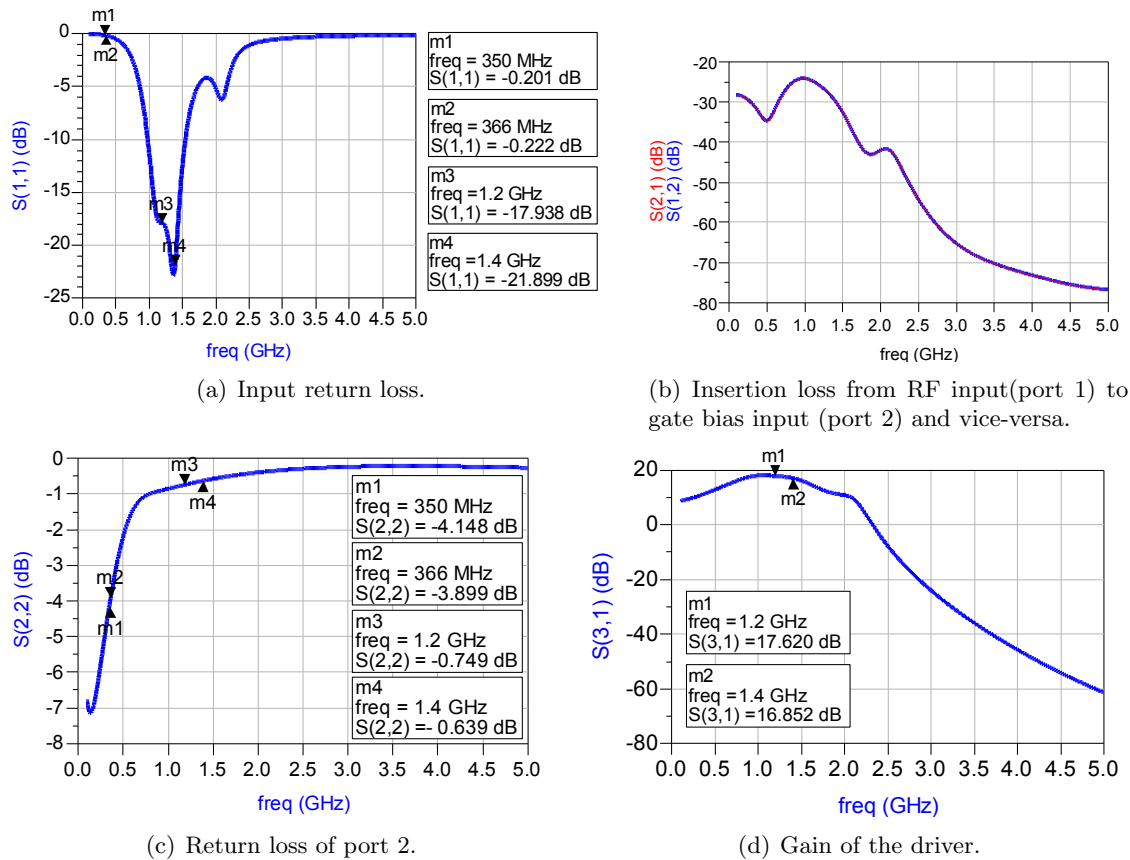 m1
m2
0
-5
-10
-15
-20
-25
S(1,1) (dB)
m3
m4
0.0 0.5 1.0 1.5 2.0 2.5 3.0 3.5 4.0 4.5 5.0
freq (GHz)
m1
freq = 350 MHz
S(1,1) = -0.201 dB
m2
freq = 366 MHz
S(1,1) = -0.222 dB
m3
freq =1.2 GHz
S(1,1) = -17.938 dB
m4
freq=1.4 GHz
S(1,1) = -21.899 dB
(a) Input return loss.
-20
-30
-40
-50
-60
-70
-80
S(2,1) (dB)
S(1,2) (dB)
0.0 0.5 1.0 1.5 2.0 2.5 3.0 3.5 4.0 4.5 5.0
freq (GHz)
(b) Insertion loss from RF input(port 1) to
gate bias input (port 2) and vice-versa.
0
-1
-2
-3
-4
-5
-6
-7
-8
S(2,2) (dB)
m3
m4
m2
m1
0.0 0.5 1.0 1.5 2.0 2.5 3.0 3.5 4.0 4.5 5.0
freq (GHz)
m1
freq = 350 MHz
S(2,2) = -4.148 dB
m2
freq = 366 MHz
S(2,2) = -3.899 dB
m3
freq = 1.2 GHz
S(2,2) = -0.749 dB
m4
freq = 1.4 GHz
S(2,2) =- 0.639 dB
(c) Return loss of port 2.
20
0
-20
-40
-60
-80
S(3,1) (dB)
m1
m2
m1
freq =1.2 GHz
S(3,1) =17.620 dB
m2
freq =1.4 GHz
S(3,1) =16.852 dB
0.0 0.5 1.0 1.5 2.0 2.5 3.0 3.5 4.0 4.5 5.0
freq (GHz)
(d) Gain of the driver.